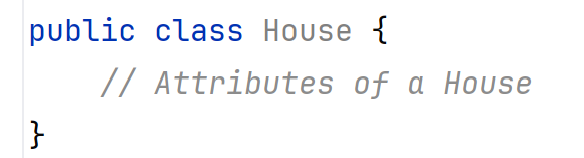 public class House {
    // Attributes of a House
}